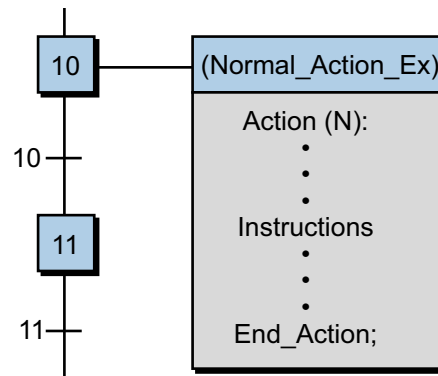 10
(Normal_Action_Ex)
Action (N):
•
•
•
10
Instructions
11
•
•
•
11
End_Action;